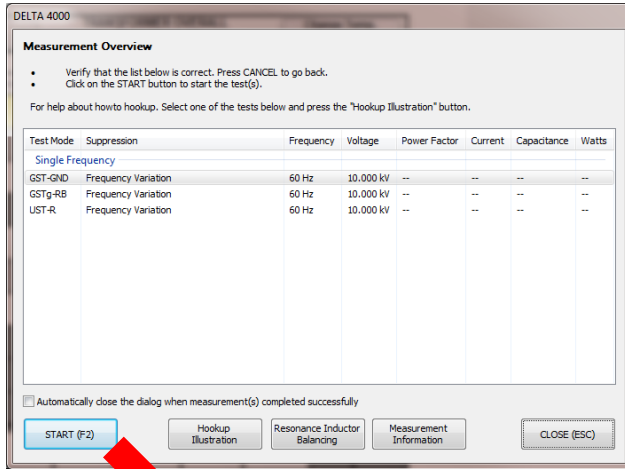 DELTA 4000
Measurement Overview
• Verify that the list below is correct. Press CANCEL to go back.
• Click on the START button to start the test(s).
For help about howto hookup. Select one of the tests below and press the "Hookup Illustration" button.
Test Mode Suppression Frequency Voltage Power Factor Current Capacitance Watts
Single Frequency
GST-GND Frequency Variation 60 Hz 10.000 kV -- -- -- --
GSTg-RB Frequency Variation 60 Hz 10.000 kV -- -- -- --
UST-R Frequency Variation 60 Hz 10.000 kV -- -- -- --
Automatically close the dialog when measurement(s) completed successfully
START (F2)
Hookup
Illustration
Resonance Inductor
Balancing
Measurement
Information
CLOSE (ESC)